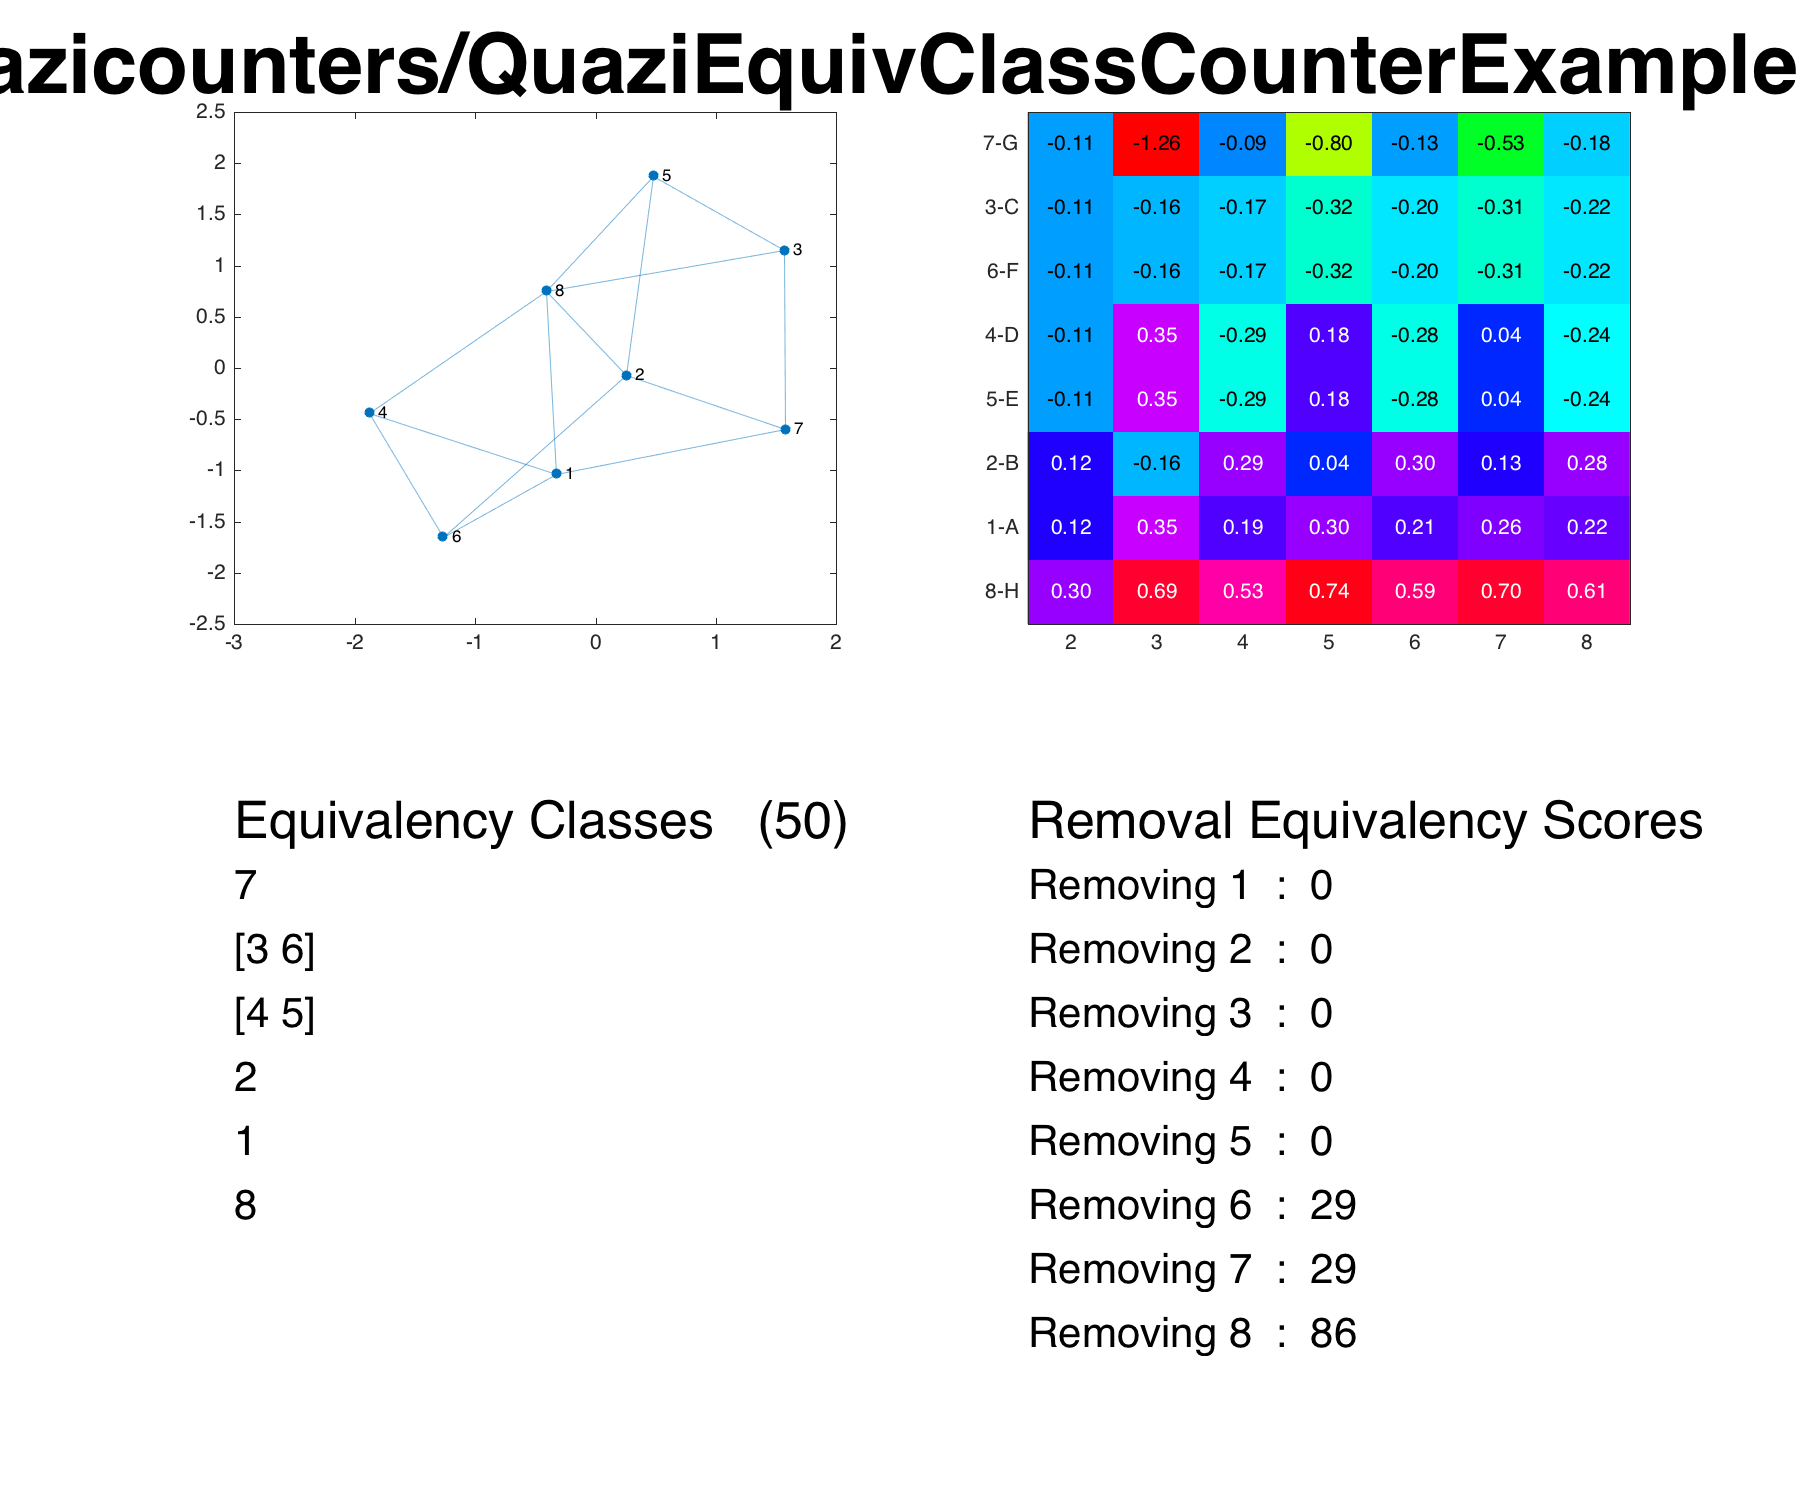 azicounters/QuaziEquivClassCounterExample
2.5
2
1.5
1
0.5
0
-0.5
-1
-1.5
-2
-2.5
-3 -2 -1 0 1 2
5
3
8
2
4
7
1
6
7-G -0.11 -1.26 -0.09 -0.80 -0.13 -0.53 -0.18
3-C -0.11 -0.16 -0.17 -0.32 -0.20 -0.31 -0.22
6-F -0.11 -0.16 -0.17 -0.32 -0.20 -0.31 -0.22
4-D -0.11 0.35 -0.29 0.18 -0.28 0.04 -0.24
5-E -0.11 0.35 -0.29 0.18 -0.28 0.04 -0.24
2-B 0.12 -0.16 0.29 0.04 0.30 0.13 0.28
1-A 0.12 0.35 0.19 0.30 0.21 0.26 0.22
8-H 0.30 0.69 0.53 0.74 0.59 0.70 0.61
2 3 4 5 6 7 8
Equivalency Classes (50)
7
[3 6]
[4 5]
2
1
8
Removal Equivalency Scores
Removing 1 : 0
Removing 2 : 0
Removing 3 : 0
Removing 4 : 0
Removing 5 : 0
Removing 6 : 29
Removing 7 : 29
Removing 8 : 86